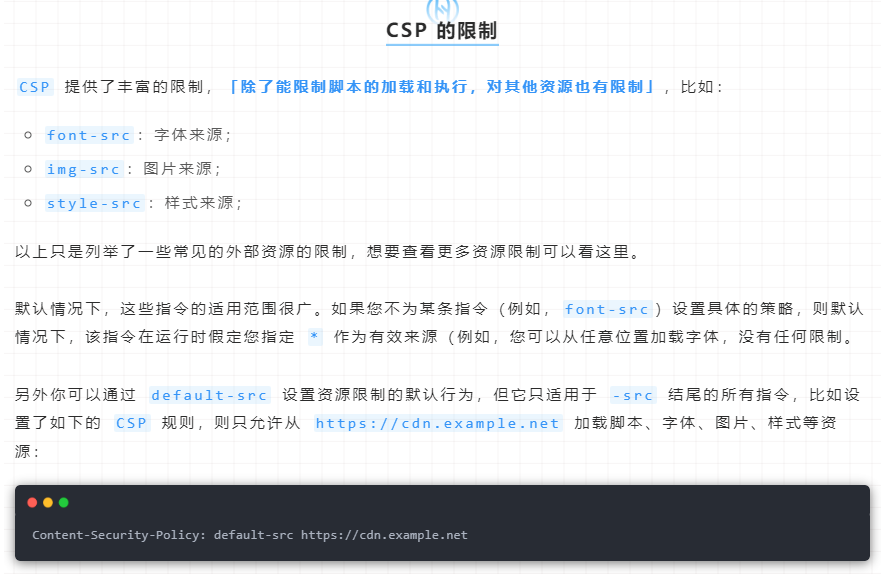 CSP 的限制
CSP 提供了丰富的限制，「除了能限制脚本的加载和执行，对其他资源也有限制」，比如：
font-src：字体来源；
img-src：图片来源；
style-src：样式来源；
以上只是列举了一些常见的外部资源的限制，想要查看更多资源限制可以看这里。
默认情况下，这些指令的适用范围很广。如果您不为某条指令（例如，font-src）设置具体的策略，则默认
情况下，该指令在运行时假定您指定 * 作为有效来源（例如，您可以从任意位置加载字体，没有任何限制。
另外你可以通过 default-src 设置资源限制的默认行为，但它只适用于 -src 结尾的所有指令，比如设
置了如下的 CSP 规则，则只允许从 https://cdn.example.net 加载脚本、字体、图片、样式等资
源：
Content-Security-Policy: default-src https://cdn.example.net